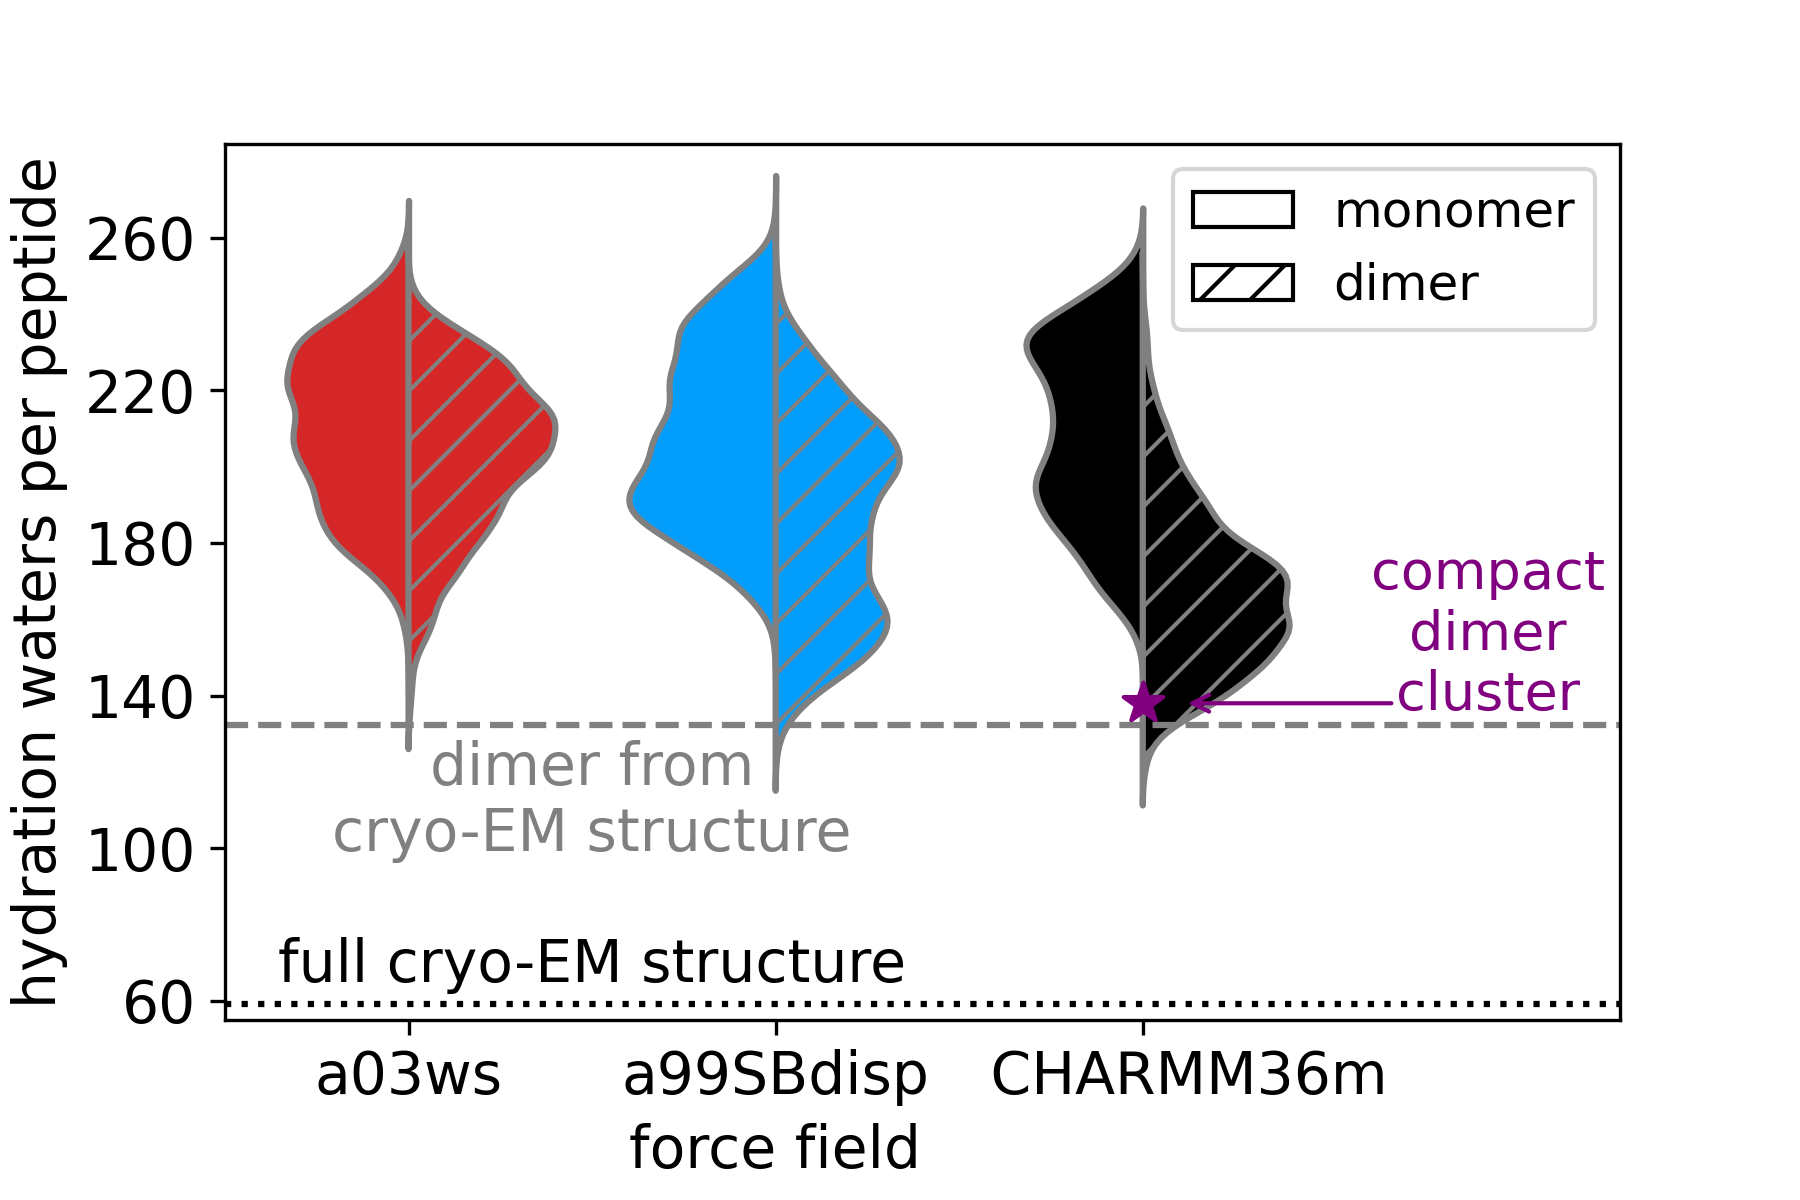 hydration waters per peptide
260
220
180
140
100
60
monomer
dimer
compact
dimer
cluster
dimer from
cryo-EM structure
full cryo-EM structure
a03ws
a99SBdisp
CHARMM36m
force field